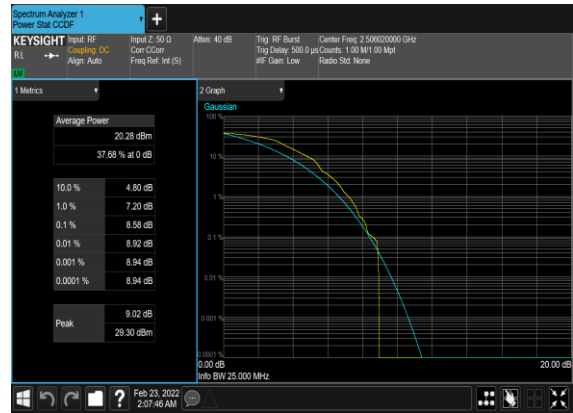 Spectrum Analyzer 1
Power Stat CCDF
KEYSIGHT
RL
LW
Input: RF
Coupling: DC
Align: Auto
Input Z: 50 Ω
Corr CCorr
Freq Ref: Int (S)
Atten: 40 dB
Trig: RF Burst
Trig Delay: 500.0 µs
#IF Gain: Low
Center Freq: 2.506020000 GHz
Counts: 1.00 M/1.00 Mpt
Radio Std: None
1 Metrics
Average Power
20.28 dBm
37.68 % at 0 dB
10.0 % 4.80 dB
1.0 % 7.20 dB
0.1 % 8.58 dB
0.01 % 8.92 dB
0.001 % 8.94 dB
0.0001 % 8.94 dB
Peak
9.02 dB
29.30 dBm
2 Graph
Gaussian
100 %
10 %
1 %
0.1 %
0.01 %
0.001 %
0.0001 %
0.00 dB 20.00 dB
Info BW 25.000 MHz
?
Feb 23, 2022
2:07:46 AM